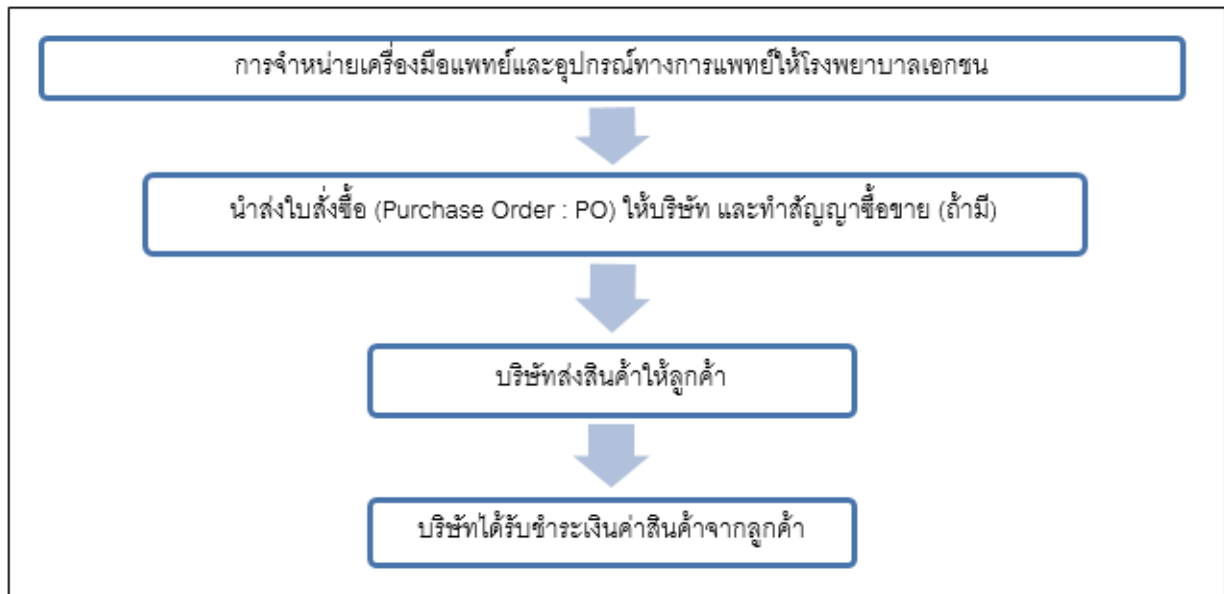 การจำหน่ายเครื่องมือแพทย์และอุปกรณ์ทางการแพทย์ให้โรงพยาบาลเอกชน
นำส่งใบสั่งซื้อ (Purchase Order : PO) ให้บริษัท และทำสัญญาซื้อขาย (ถ้ามี)
บริษัทส่งสินค้าให้ลูกค้า
บริษัทได้รับชำระเงินค่าสินค้าจากลูกค้า